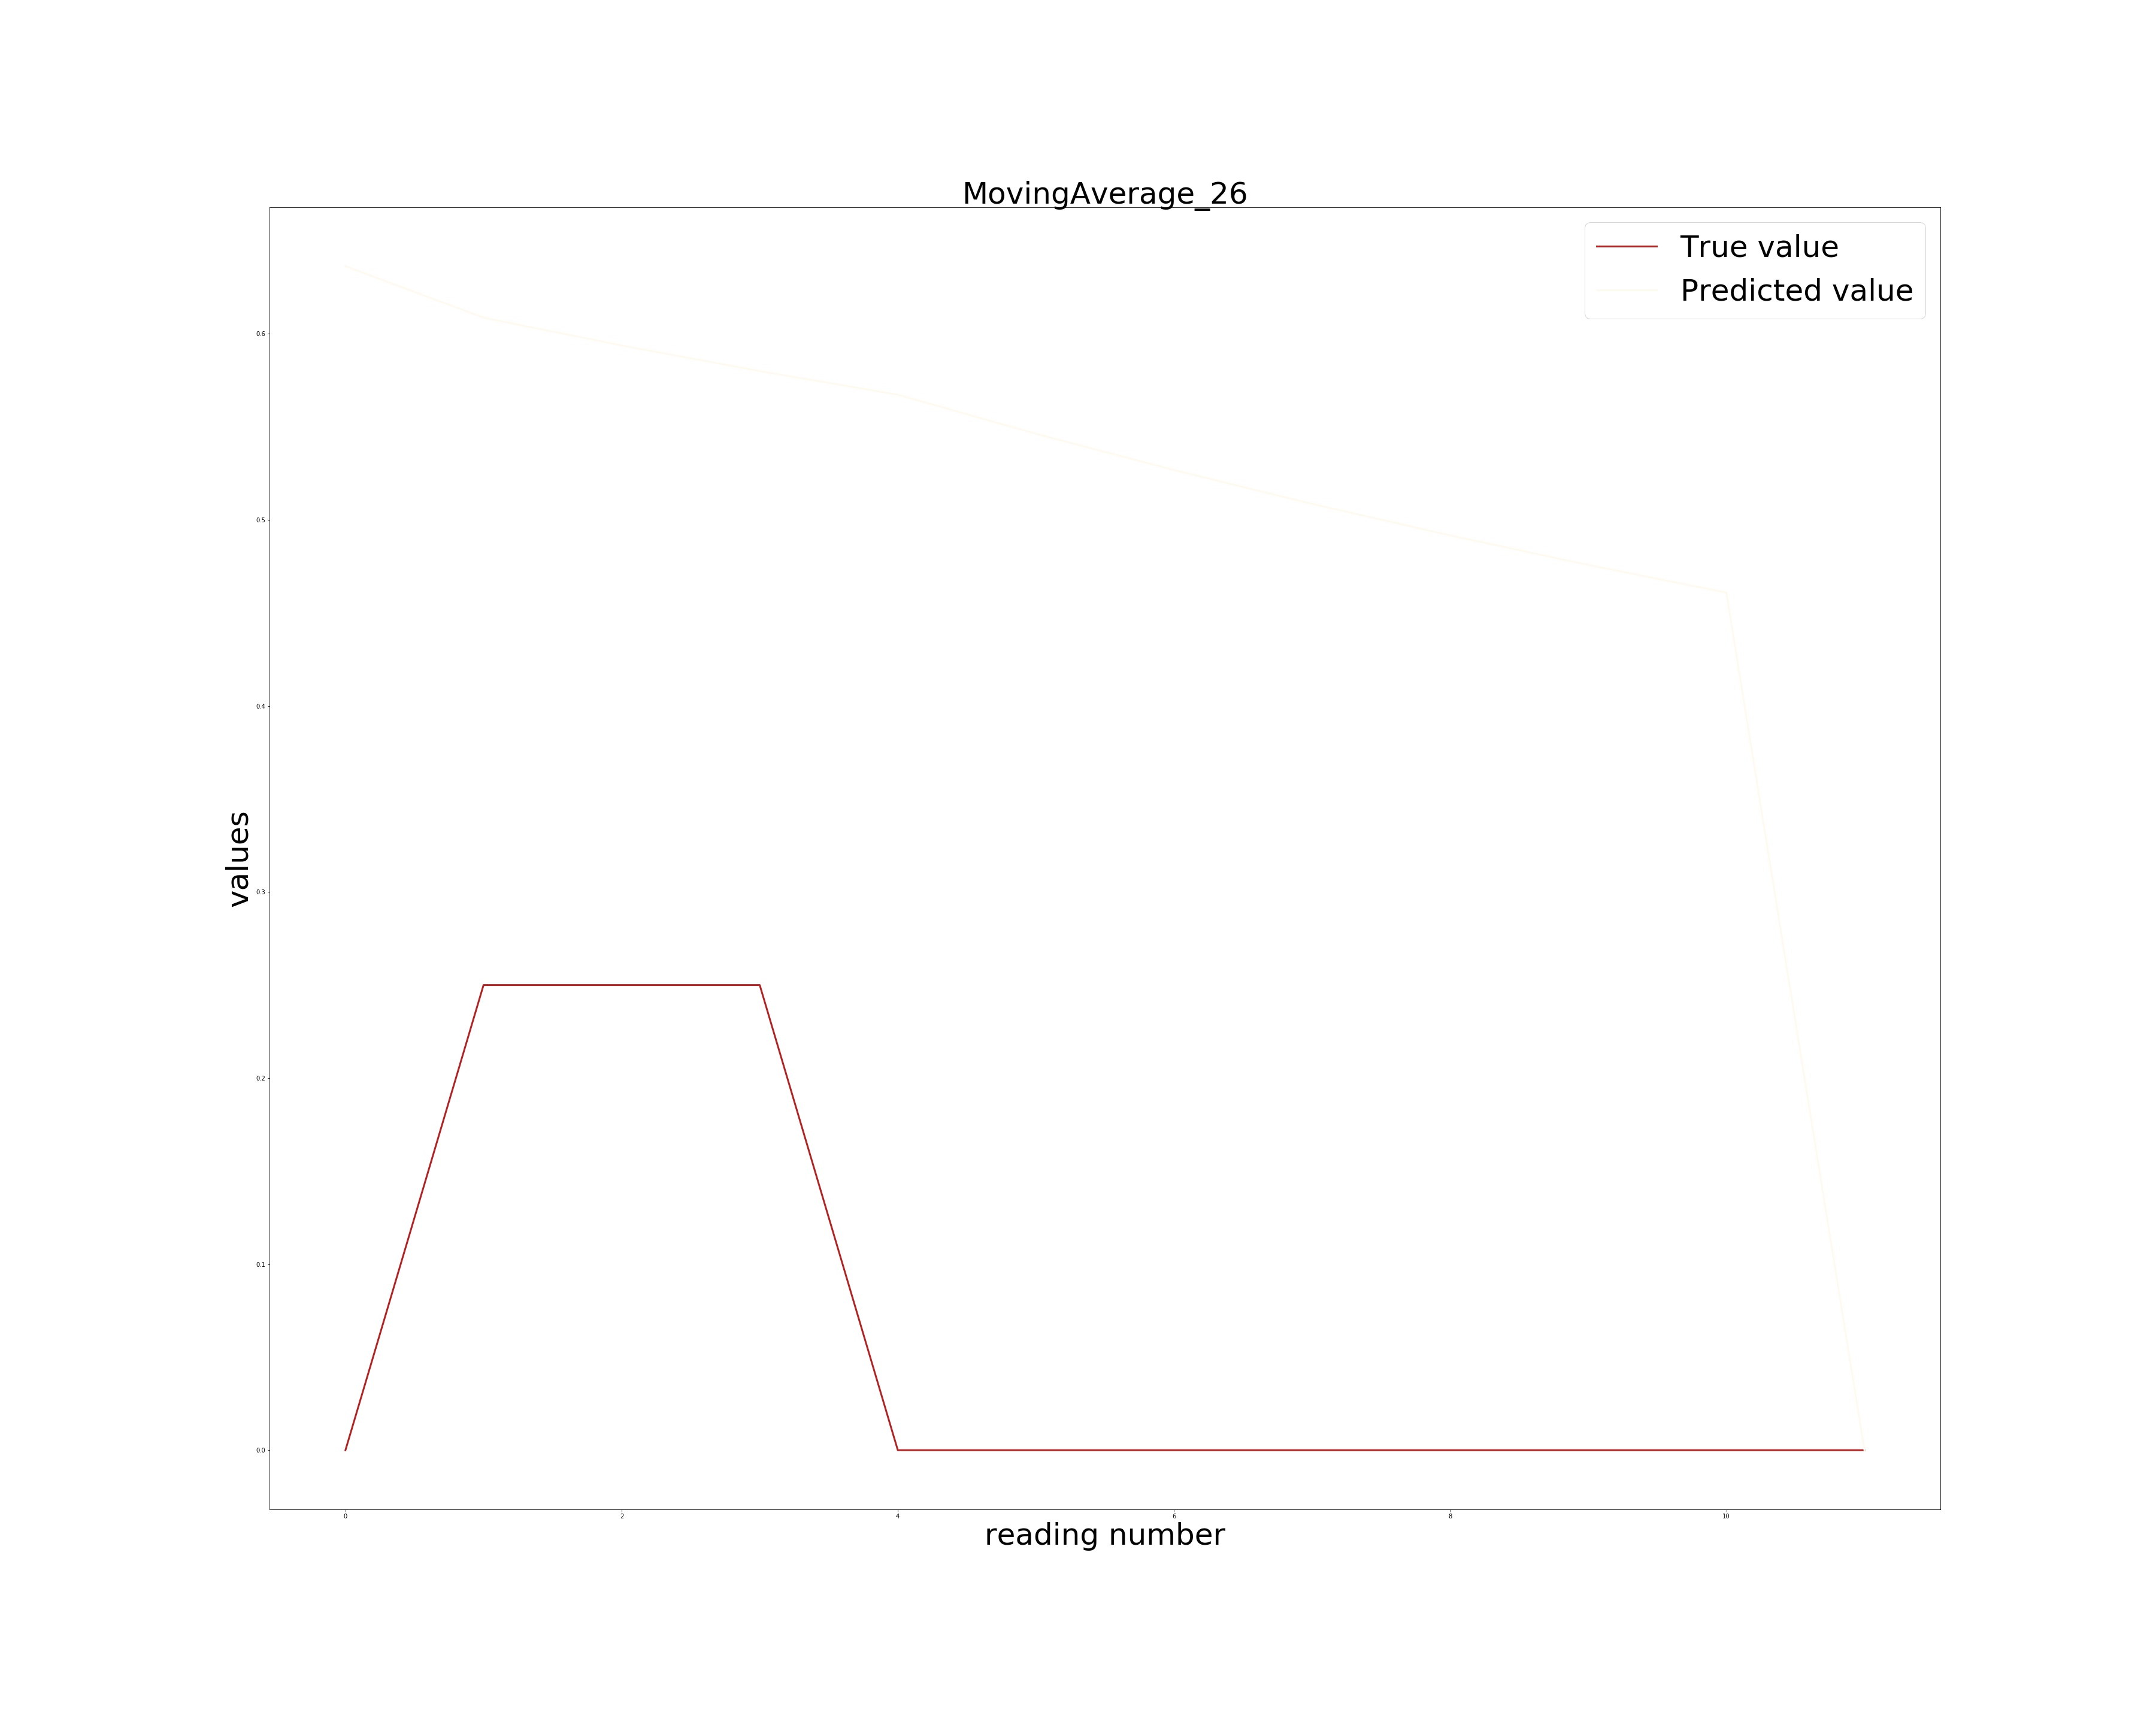 MovingAverage_26
True value
Predicted value
0.6
0.5
0.4
0.3
0.2
0.1
0.0
values
0 2 4 6 8 10
reading number